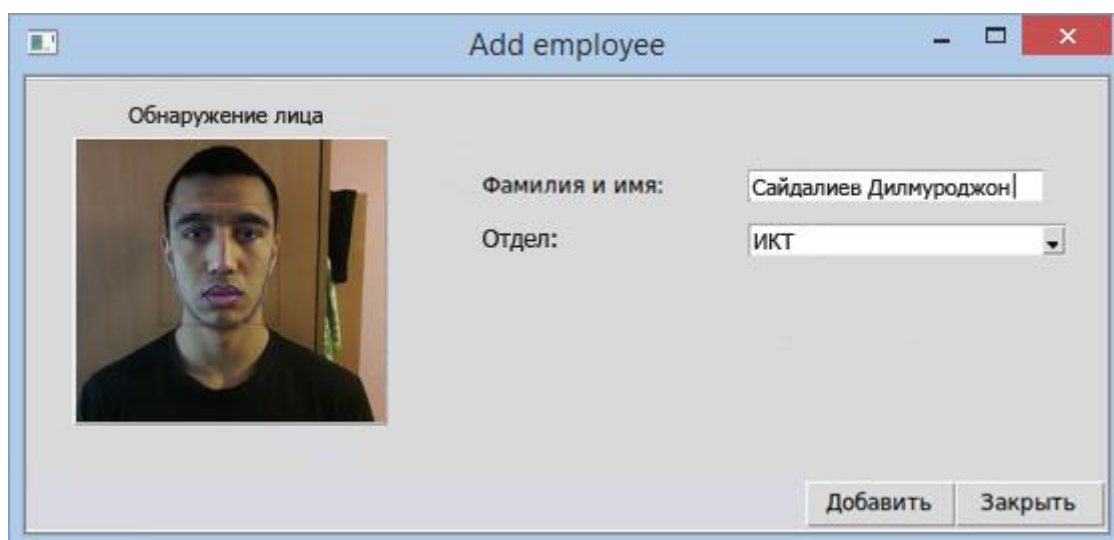 Add employee
Обнаружение лица
Фамилия и имя: Сайдалиев Дилмуроджон
Отдел: ИКТ
Добавить Закрыть